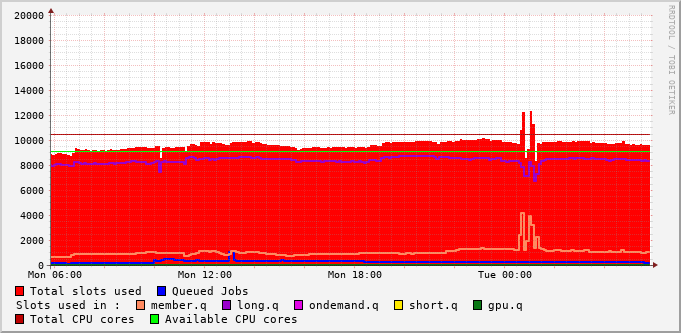 20000
18000
16000
14000
12000
10000
8000
6000
4000
2000
0
Mon 06:00 Mon 12:00 Mon 18:00 Tue 00:00
RRDTOOL / TOBI OETIKER
Total slots used Queued Jobs
Slots used in : member.q long.q ondemand.q short.q gpu.q
Total CPU cores Available CPU cores